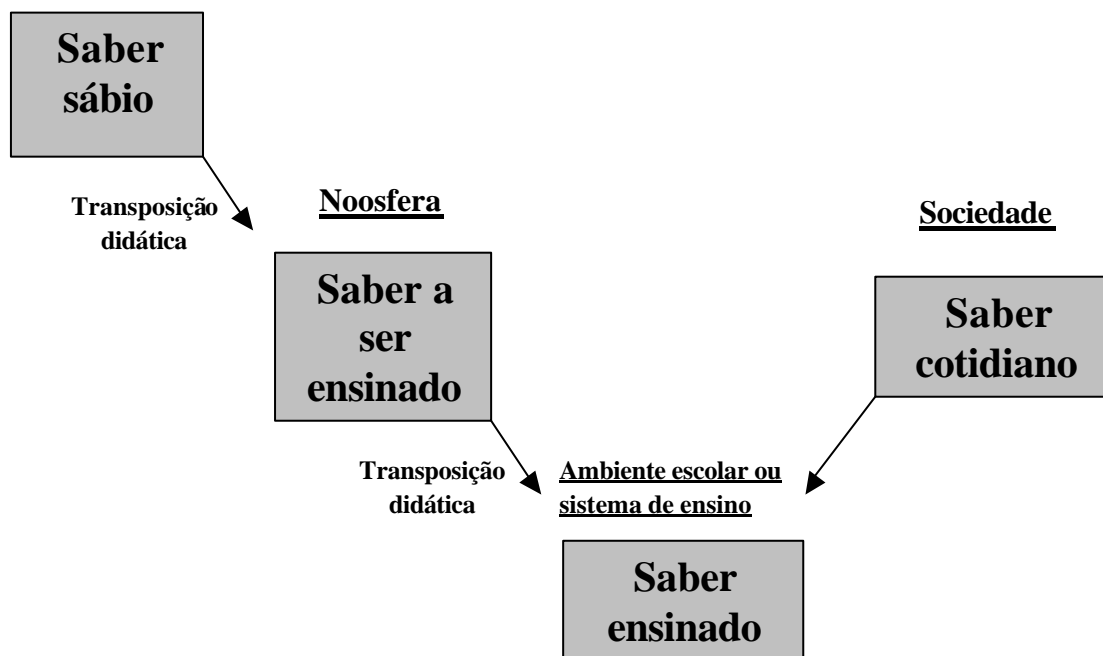 Saber
sábio
Transposição
didática
Noosfera
Saber a
ser
ensinado
Sociedade
Saber
cotidiano
Transposição
didática
Ambiente escolar ou
sistema de ensino
Saber
ensinado